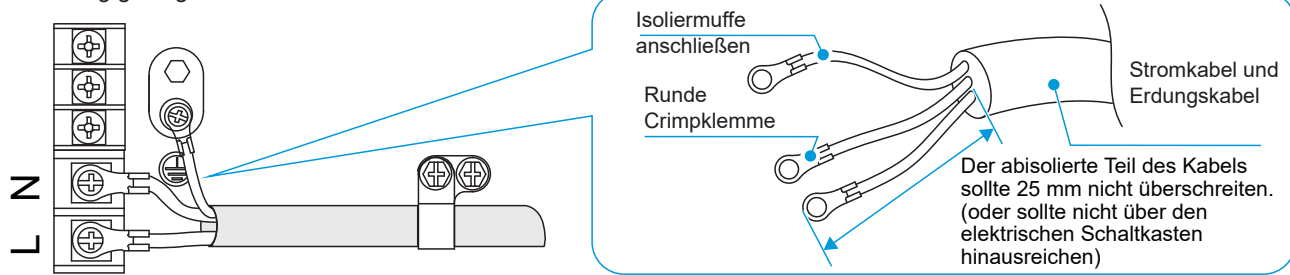 Isoliermuffe
anschließen
Runde
Crimpklemme
Stromkabel und
Erdungskabel
Der abisolierte Teil des Kabels
sollte 25 mm nicht überschreiten.
(oder sollte nicht über den
elektrischen Schaltkasten
hinausreichen)
N
L